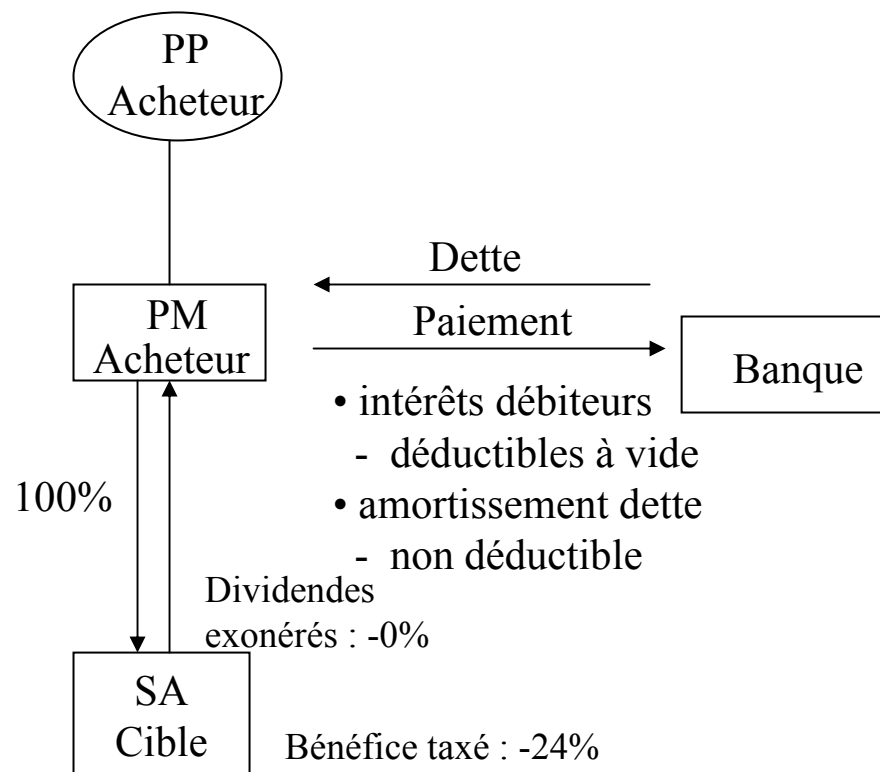 PP
Acheteur
Dette
PM
Acheteur
Paiement
Banque
• intérêts débiteurs
- déductibles à vide
• amortissement dette
- non déductible
100%
Dividendes
exonérés : -0%
SA
Cible
Bénéfice taxé : -24%